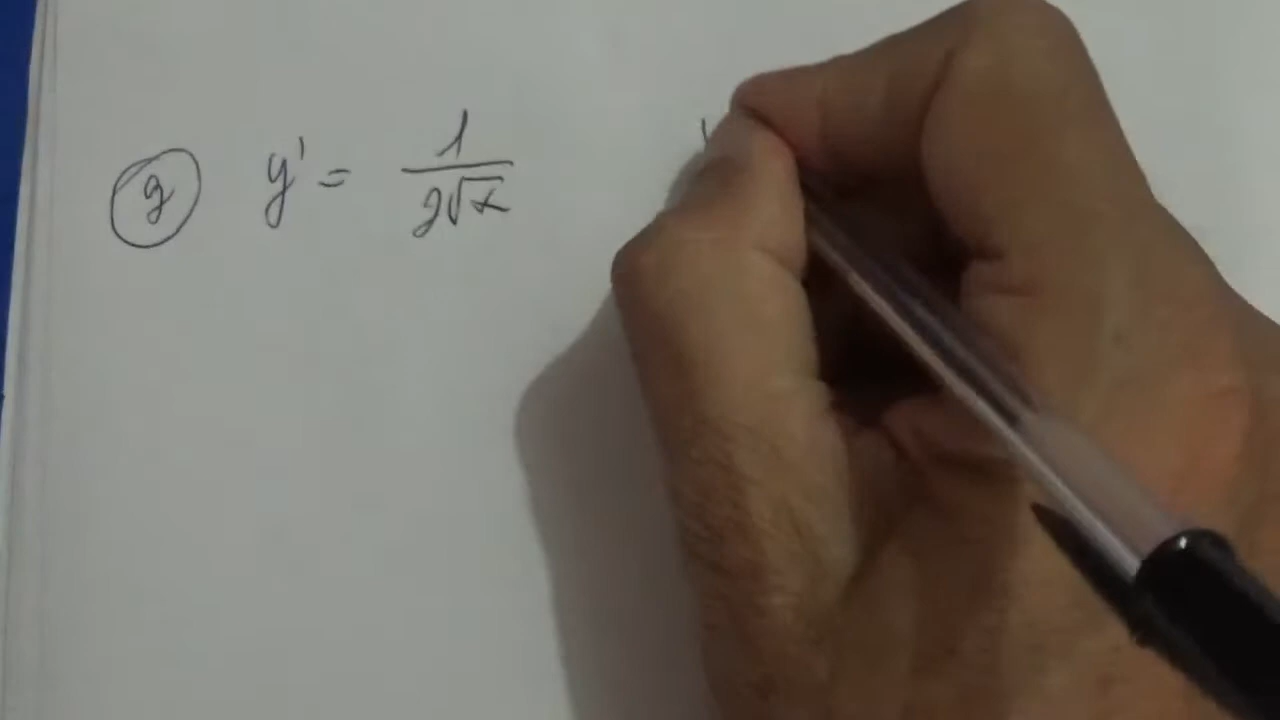 g y' = 1/2√x